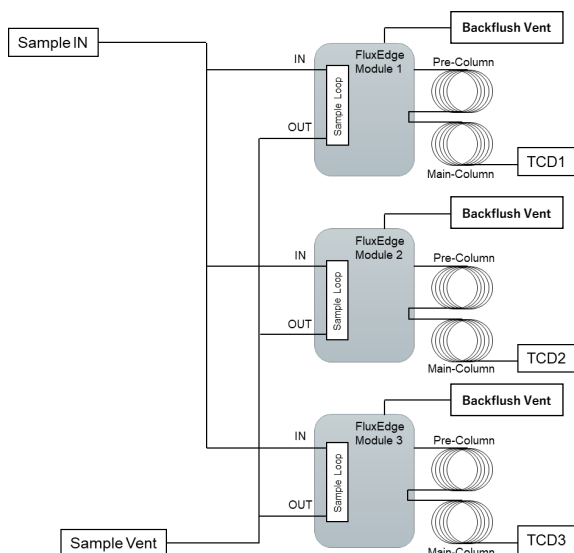 Backflush Vent
Sample IN
FluxEdge
Module 1
IN
Pre-Column
Sample Loop
OUT
TCD1
Main-Column
Backflush Vent
FluxEdge
Module 2
IN
Pre-Column
Sample Loop
OUT
TCD2
Main-Column
Backflush Vent
FluxEdge
Module 3
IN
Pre-Column
Sample Loop
OUT
Sample Vent
TCD3
Main-Column